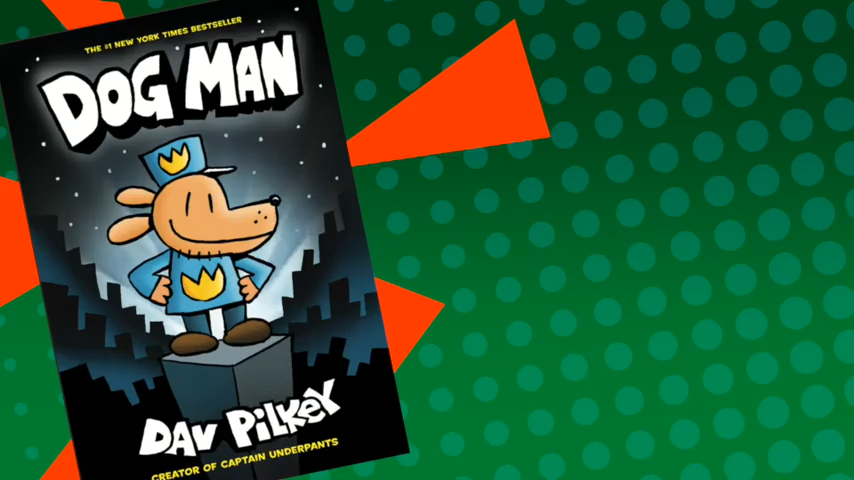 THE #1 NEW YORK TIMES BESTSELLER
DOG MAN
DAV PILKEY
CREATOR OF CAPTAIN UNDERPANTS